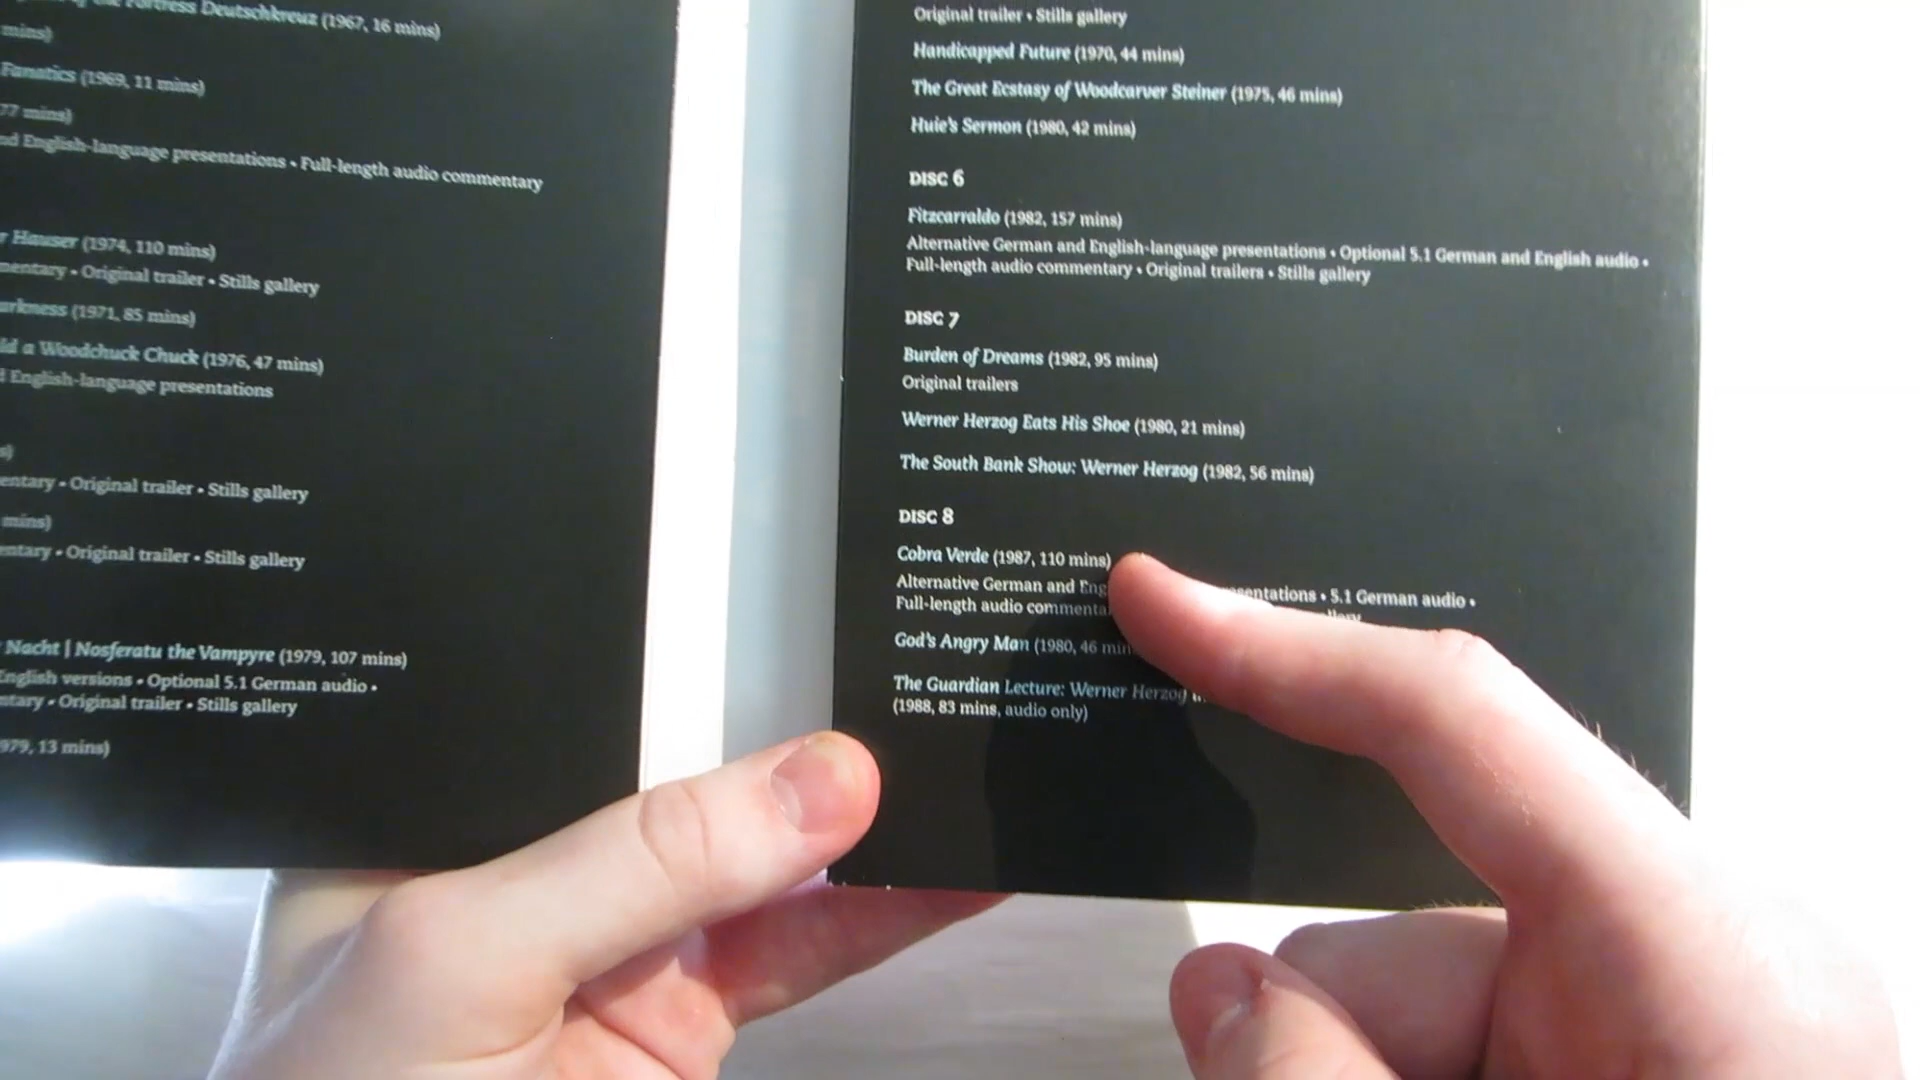 Fortress Deutschkreuz (1967, 16 mins)
mins)
Fanatics (1969, 11 mins)
77 mins)
English-language presentations • Full-length audio commentary
Hauser (1974, 110 mins)
• Original trailer • Stills gallery
(1971, 85 mins)
a Woodchuck Chuck (1976, 47 mins)
English-language presentations
• Original trailer • Stills gallery
mins)
• Original trailer • Stills gallery
Nacht | Nosferatu the Vampyre (1979, 107 mins)
English versions • Optional 5.1 German audio •
• Original trailer • Stills gallery
979, 13 mins)
Original trailer • Stills gallery
Handicapped Future (1970, 44 mins)
The Great Ecstasy of Woodcarver Steiner (1975, 46 mins)
Huie's Sermon (1980, 42 mins)
DISC 6
Fitzcarraldo (1982, 157 mins)
Alternative German and English-language presentations • Optional 5.1 German and English audio •
Full-length audio commentary • Original trailers • Stills gallery
DISC 7
Burden of Dreams (1982, 95 mins)
Original trailers
Werner Herzog Eats His Shoe (1980, 21 mins)
The South Bank Show: Werner Herzog (1982, 56 mins)
DISC 8
Cobra Verde (1987, 110 mins)
Alternative German and Eng sentations • 5.1 German audio •
Full-length audio commenta
God's Angry Man (1980, 46 min
The Guardian Lecture: Werner Herzog
(1988, 83 mins, audio only)